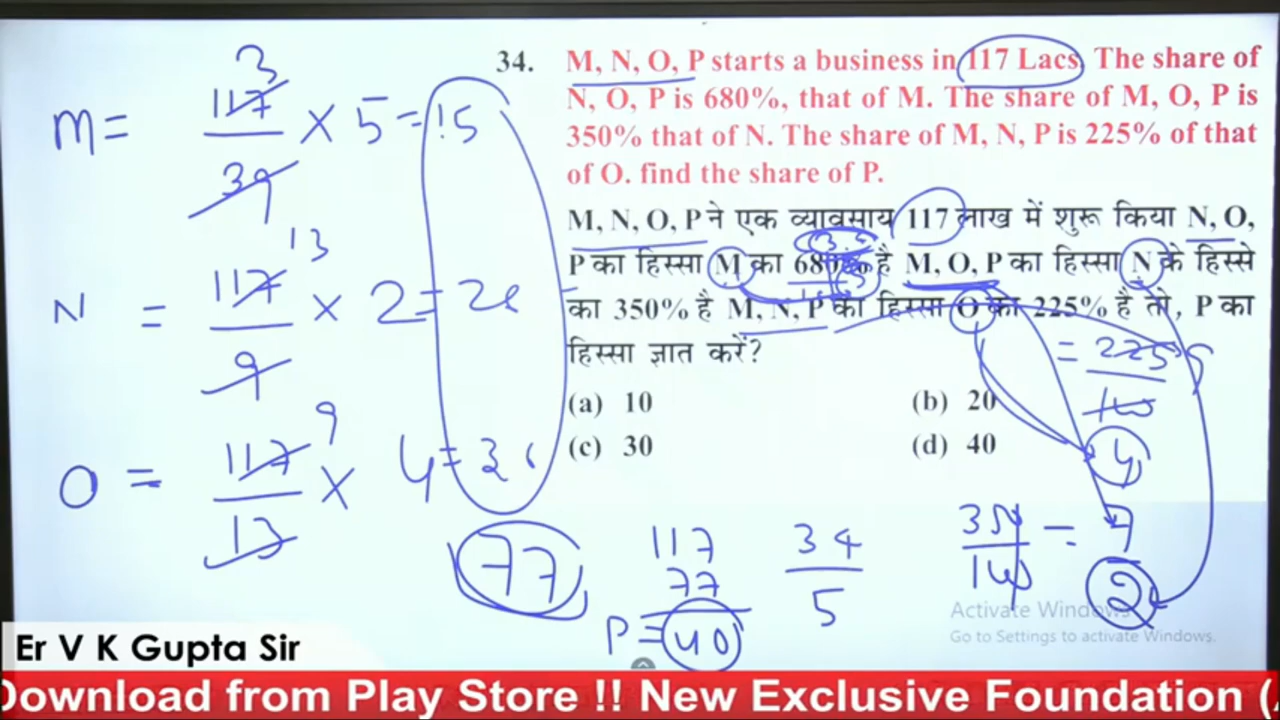 34. M, N, O, P starts a business in 117 Lacs. The share of
N, O, P is 680%, that of M. The share of M, O, P is
350% that of N. The share of M, N, P is 225% of that
of O. find the share of P.
M, N, O, P ने एक व्यावसाय 117 लाख में शुरू किया N, O,
P का हिस्सा M का 680% है M, O, P का हिस्सा N के हिस्से
का 350% है M, N, P का हिस्सा O का 225% है तो, P का
हिस्सा ज्ञात करें?
(a) 10 (b) 20
(c) 30 (d) 40
M = 117/39 × 5 = 15
3
N = 117/9 × 2 = 26
13
O = 117/13 × 4 = 36
9
77
117
77
P = 40
34
5
350/100 = 7/2
= 225/100
4
Activate Windows
Go to Settings to activate Windows.
Er V K Gupta Sir
Download from Play Store !! New Exclusive Foundation (